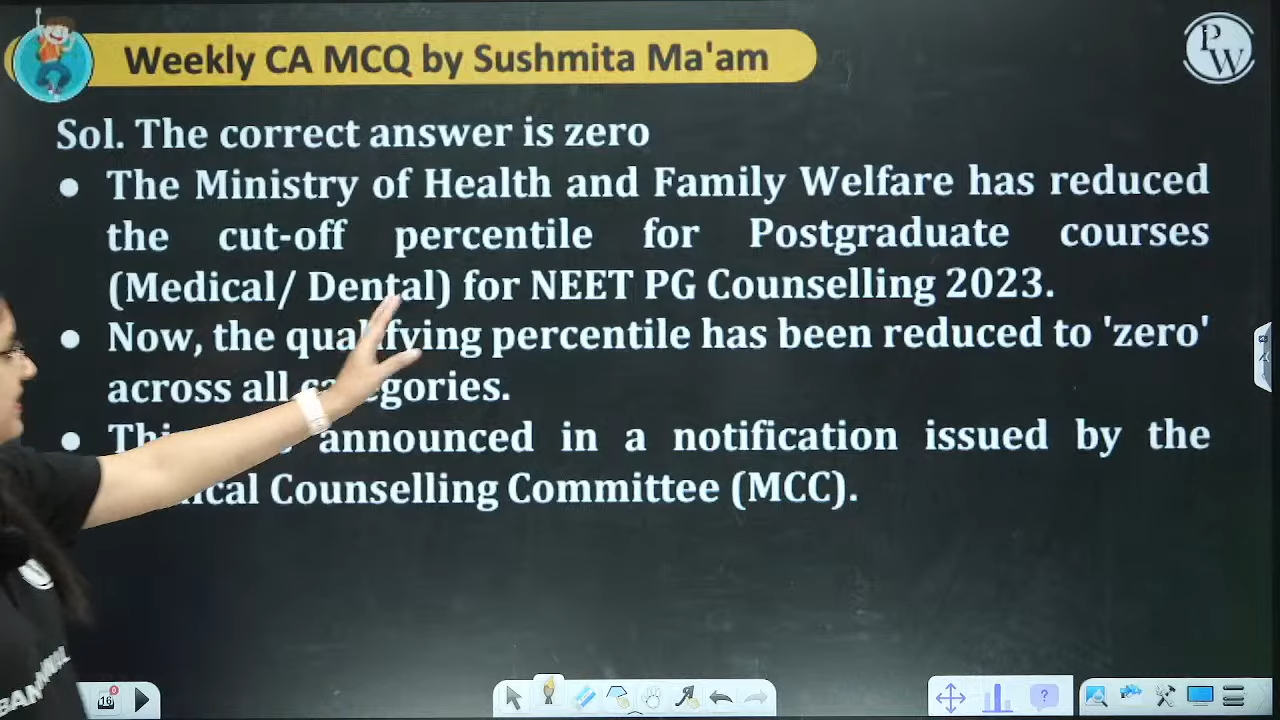 Weekly CA MCQ by Sushmita Ma'am
PW
Sol. The correct answer is zero
● The Ministry of Health and Family Welfare has reduced
the cut-off percentile for Postgraduate courses
(Medical/ Dental) for NEET PG Counselling 2023.
● Now, the qualifying percentile has been reduced to 'zero'
across all categories.
● announced in a notification issued by the
Counselling Committee (MCC).
16
0
?